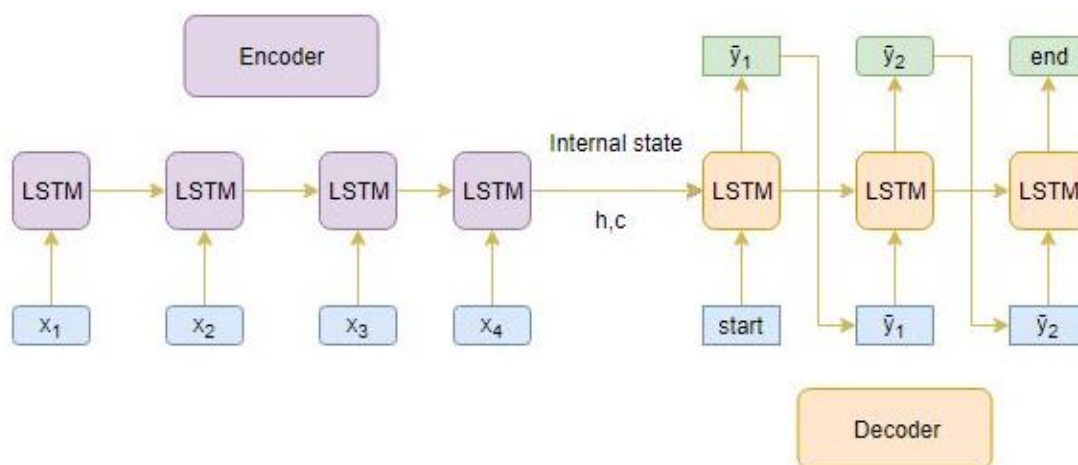 Encoder
ȳ₁ ȳ₂ end
Internal state
LSTM LSTM LSTM LSTM LSTM LSTM LSTM
h,c
x₁ x₂ x₃ x₄ start ȳ₁ ȳ₂
Decoder